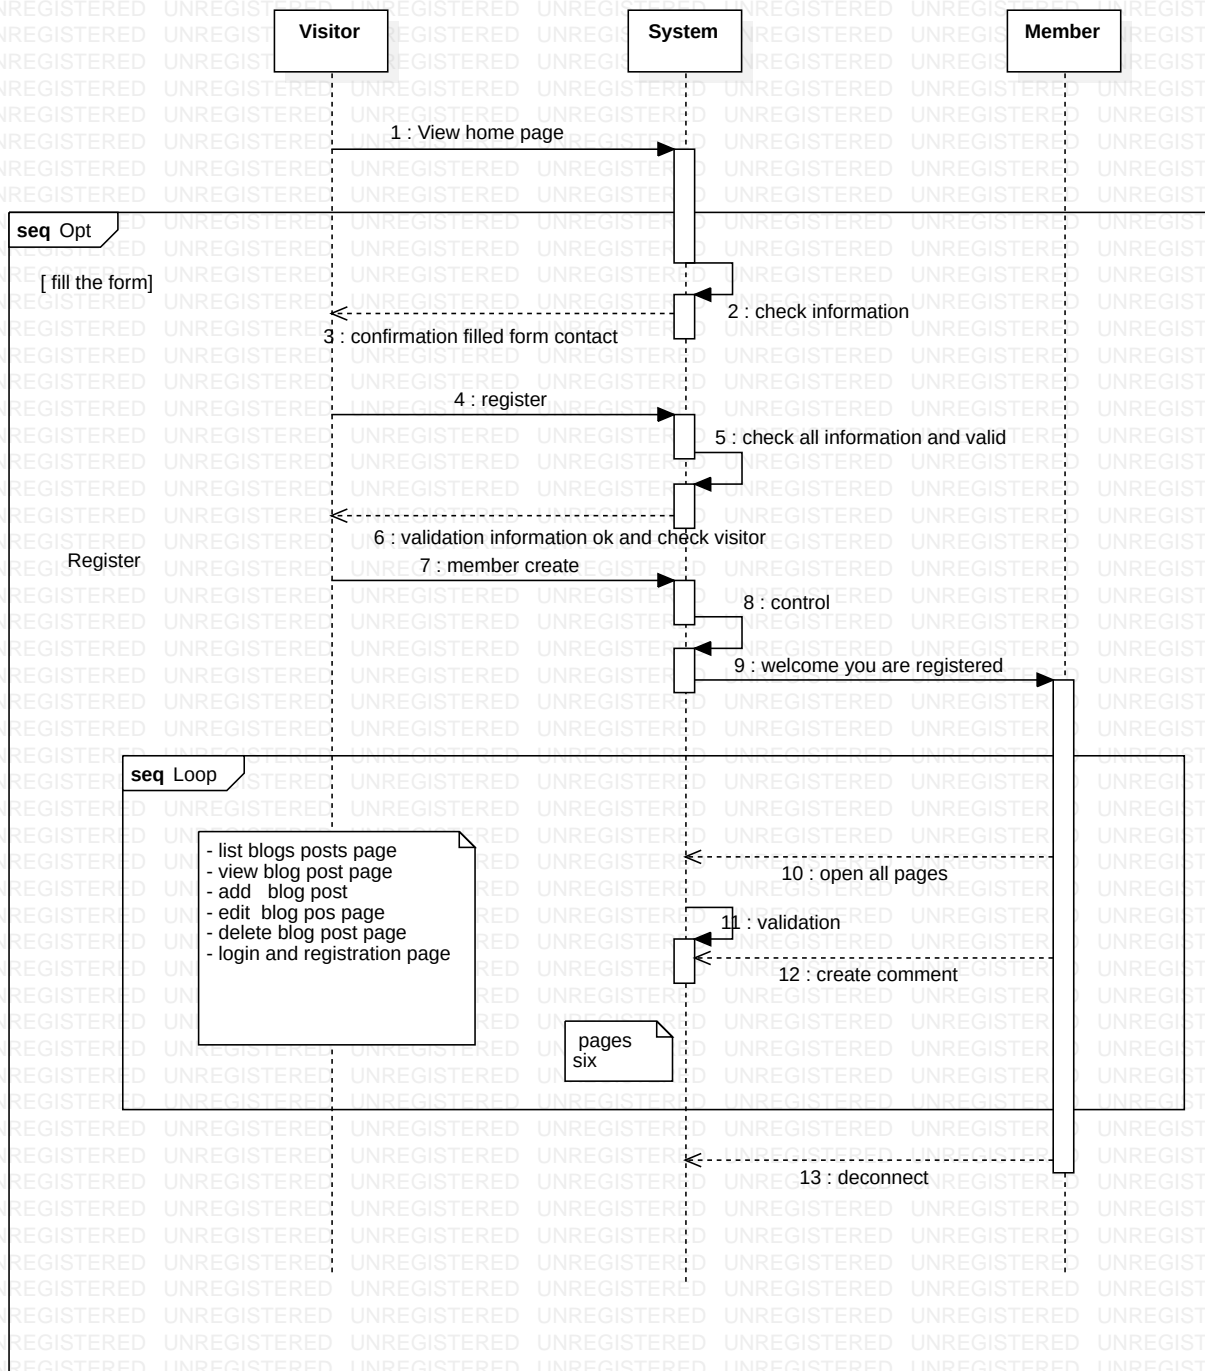 Visitor
System
Member
1 : View home page
seq Opt
[ fill the form]
2 : check information
3 : confirmation filled form contact
4 : register
5 : check all information and valid
6 : validation information ok and check visitor
Register
7 : member create
8 : control
9 : welcome you are registered
seq Loop
- list blogs posts page
- view blog post page
- add   blog post
- edit  blog pos page
- delete blog post page
- login and registration page
10 : open all pages
11 : validation
12 : create comment
pages
six
13 : deconnect
UNREGISTERED